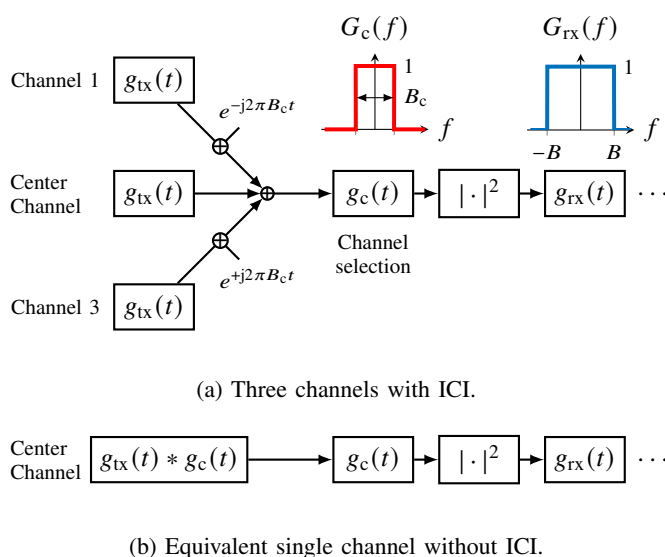 G_c(f)
G_rx(f)
1
B_c
f
1
f
−B
B
Channel 1
g_tx(t)
e^{−j2πB_c t}
Center
Channel
g_tx(t)
g_c(t)
|·|^2
g_rx(t)
···
Channel
selection
e^{+j2πB_c t}
Channel 3
g_tx(t)
(a) Three channels with ICI.
Center
Channel
g_tx(t) ∗ g_c(t)
g_c(t)
|·|^2
g_rx(t)
···
(b) Equivalent single channel without ICI.